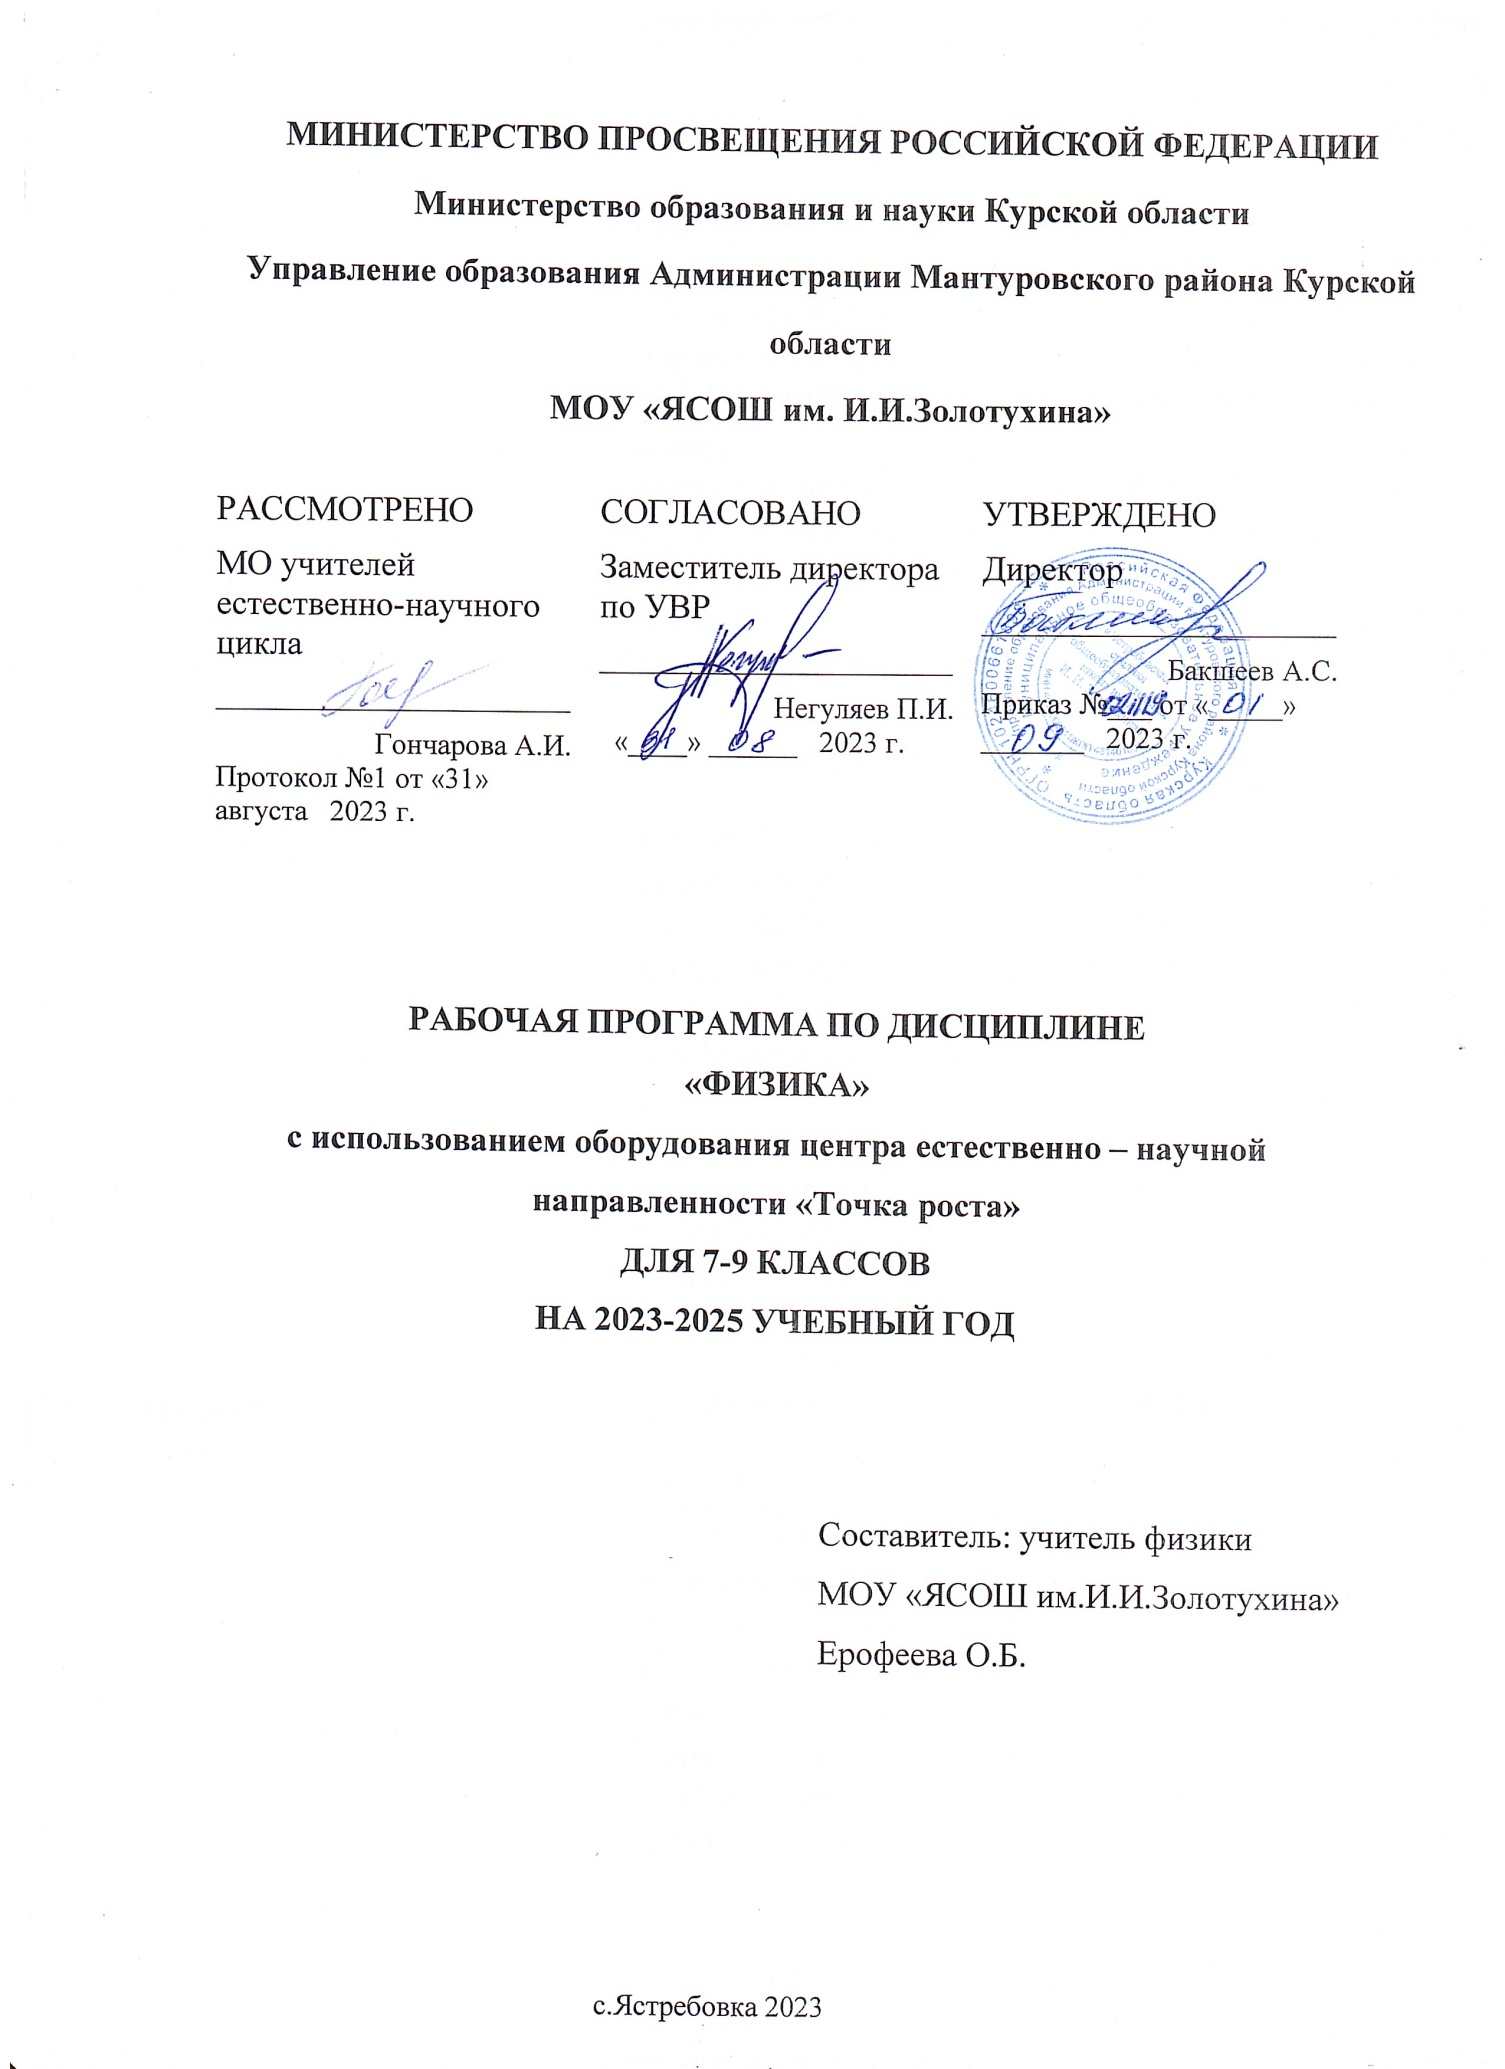 МИНИСТЕРСТВО ПРОСВЕЩЕНИЯ РОССИЙСКОЙ ФЕДЕРАЦИИ
Министерство образования и науки Курской области
Управление образования Администрации Мантуровского района Курской
области
МОУ «ЯСОШ им. И.И.Золотухина»
РАССМОТРЕНО
МО учителей
естественно-научного
цикла
Гончарова А.И.
Протокол №1 от «31»
августа 2023 г.
СОГЛАСОВАНО
Заместитель директора
по УВР
Негуляев П.И.
«31» 08 2023 г.
УТВЕРЖДЕНО
Директор
Бакшеев А.С.
Приказ № от «01»
09 2023 г.
РАБОЧАЯ ПРОГРАММА ПО ДИСЦИПЛИНЕ
«ФИЗИКА»
с использованием оборудования центра естественно – научной
направленности «Точка роста»
ДЛЯ 7-9 КЛАССОВ
НА 2023-2025 УЧЕБНЫЙ ГОД
Составитель: учитель физики
МОУ «ЯСОШ им.И.И.Золотухина»
Ерофеева О.Б.
с.Ястребовка 2023